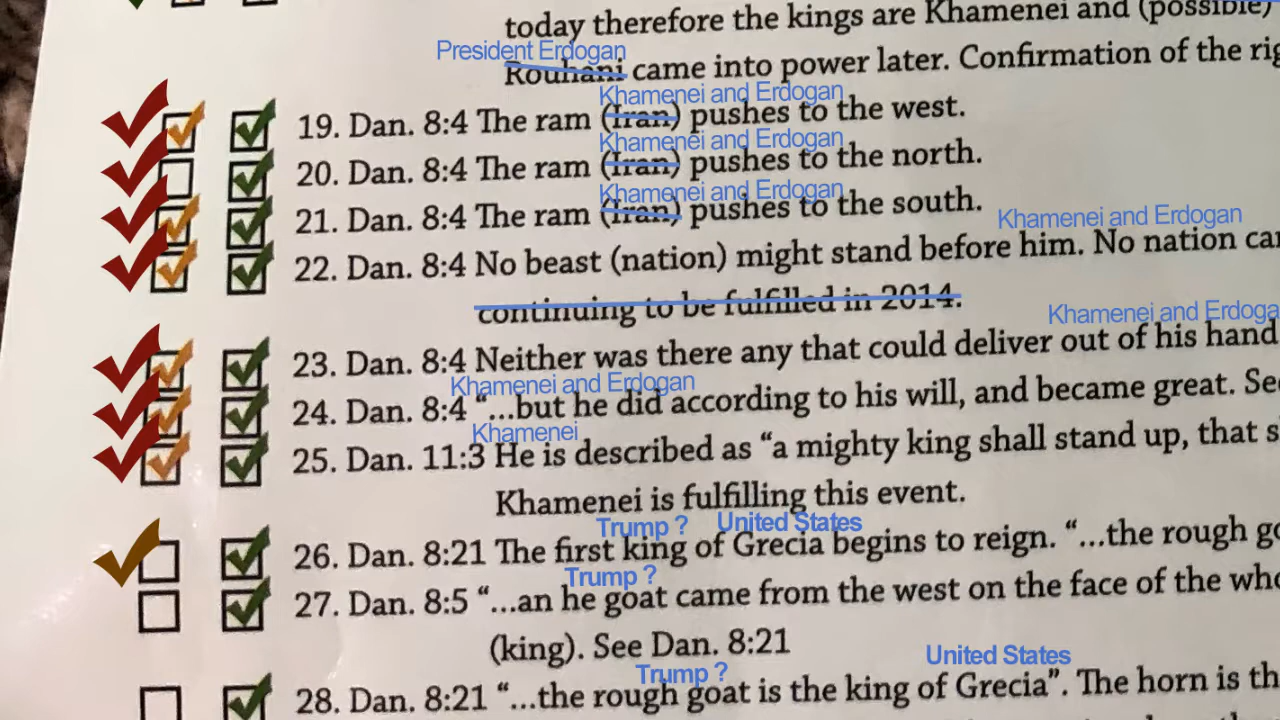 today therefore the kings are Khamenei and (possible)
President Erdogan
Rouhani came into power later. Confirmation of the rig
Khamenei and Erdogan
19. Dan. 8:4 The ram (Iran) pushes to the west.
Khamenei and Erdogan
20. Dan. 8:4 The ram (Iran) pushes to the north.
Khamenei and Erdogan
21. Dan. 8:4 The ram (Iran) pushes to the south.
Khamenei and Erdogan
22. Dan. 8:4 No beast (nation) might stand before him. No nation can
continuing to be fulfilled in 2014.
Khamenei and Erdoga
23. Dan. 8:4 Neither was there any that could deliver out of his hand
Khamenei and Erdogan
24. Dan. 8:4 “...but he did according to his will, and became great. See
Khamenei
25. Dan. 11:3 He is described as “a mighty king shall stand up, that s
Khamenei is fulfilling this event.
Trump ? United States
26. Dan. 8:21 The first king of Grecia begins to reign. “...the rough go
Trump ?
27. Dan. 8:5 “...an he goat came from the west on the face of the who
(king). See Dan. 8:21
Trump ? United States
28. Dan. 8:21 “...the rough goat is the king of Grecia”. The horn is th